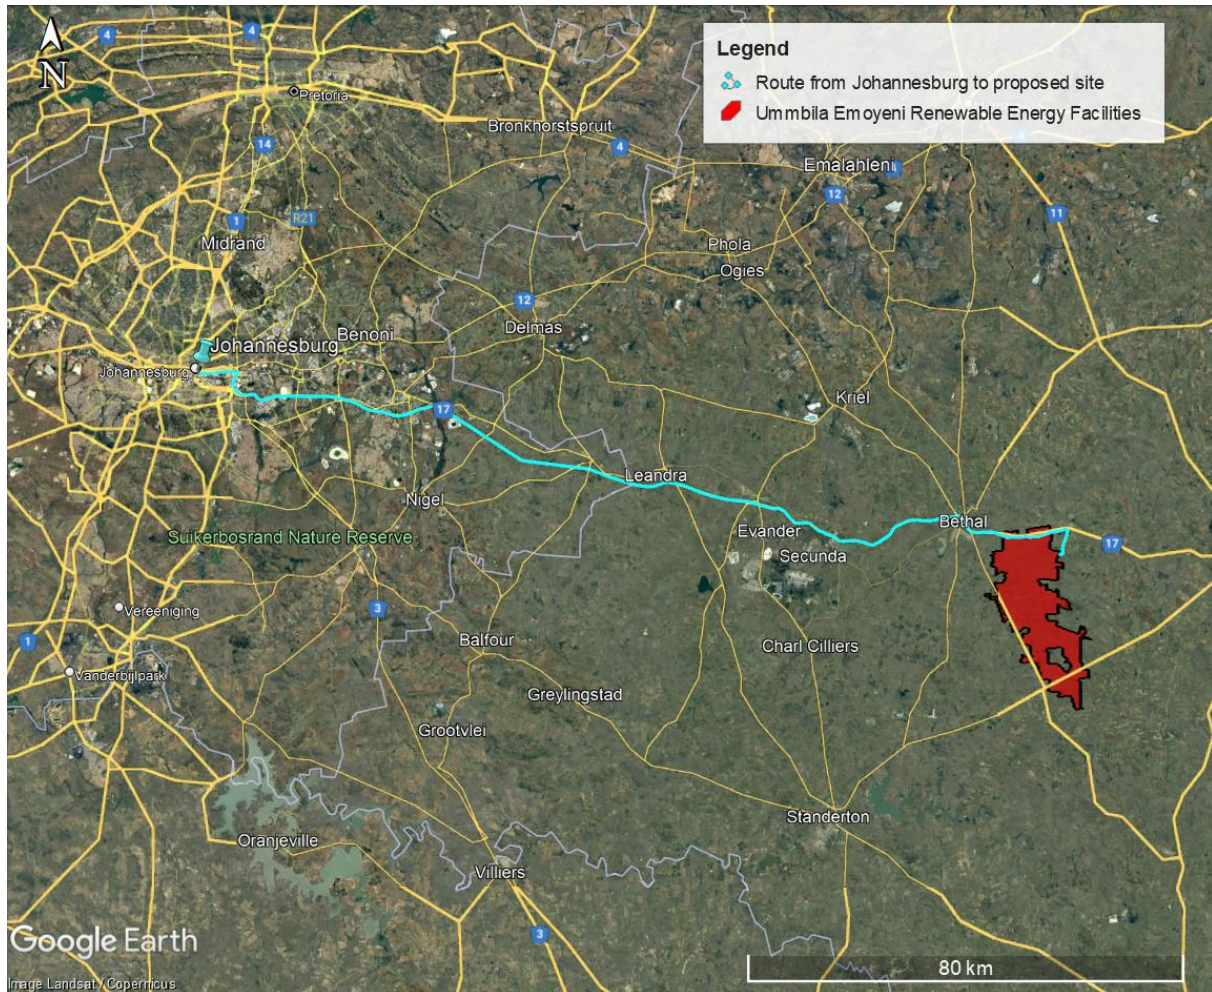 N
Legend
Route from Johannesburg to proposed site
Ummbila Emoyeni Renewable Energy Facilities
4
4
Pretoria
Bronkhorstspruit
4
14
4
Emalahleni
12
1
R21
Midrand
11
Phola
Ogies
12
Delmas
Benoni
Johannesburg
Johannesburg
17
Kriel
Leandra
Nigel
Bethal
Evander
Suikerbosrand Nature Reserve
Secunda
17
3
Vereeniging
1
Balfour
Charl Cilliers
Vanderbijlpark
Greylingstad
Grootvlei
Standerton
Oranjeville
Villiers
3
Google Earth
80 km
Image Landsat / Copernicus